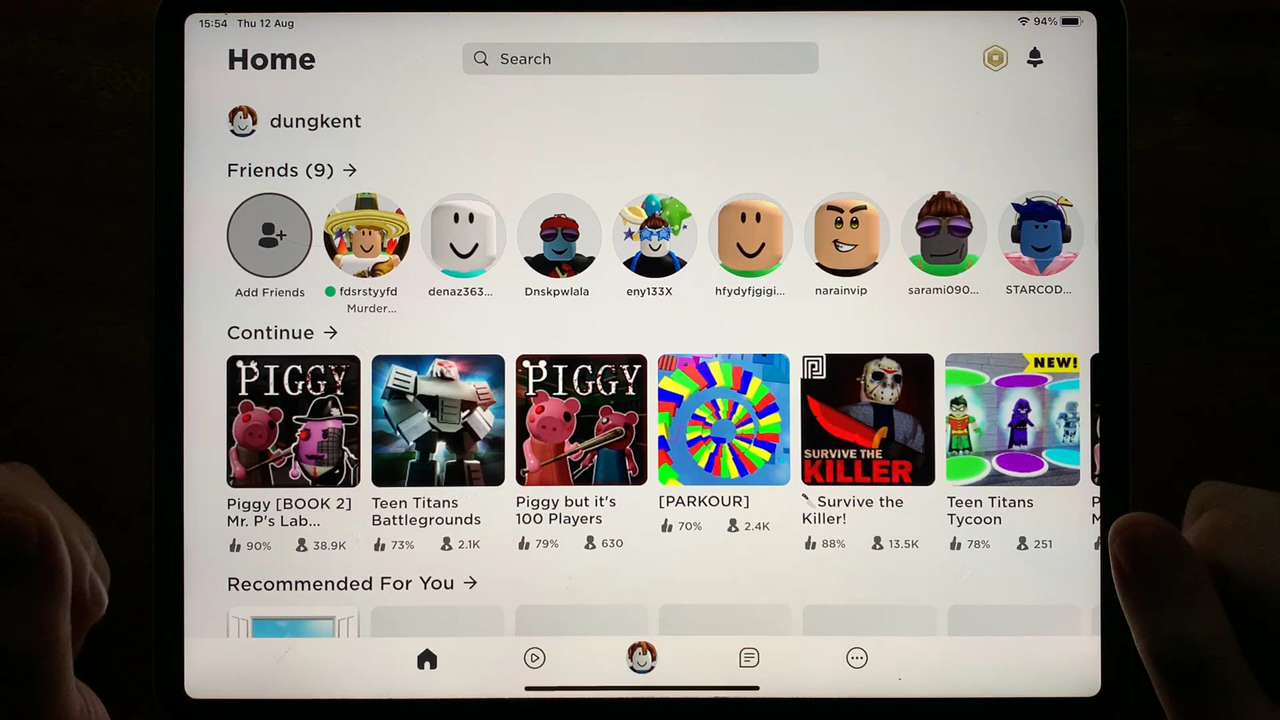 15:54 Thu 12 Aug
94%
Home
Search
dungkent
Friends (9) →
Add Friends
fdsrstyyfd
Murder...
denaz363...
Dnskpwlala
eny133X
hfydyfjgigi...
narainvip
sarami090...
STARCOD...
Continue →
PIGGY
PIGGY
SURVIVE THE
KILLER
NEW!
Piggy [BOOK 2]
Mr. P's Lab...
90% 38.9K
Teen Titans
Battlegrounds
73% 2.1K
Piggy but it's
100 Players
79% 630
[PARKOUR]
70% 2.4K
🔪Survive the
Killer!
88% 13.5K
Teen Titans
Tycoon
78% 251
Recommended For You →